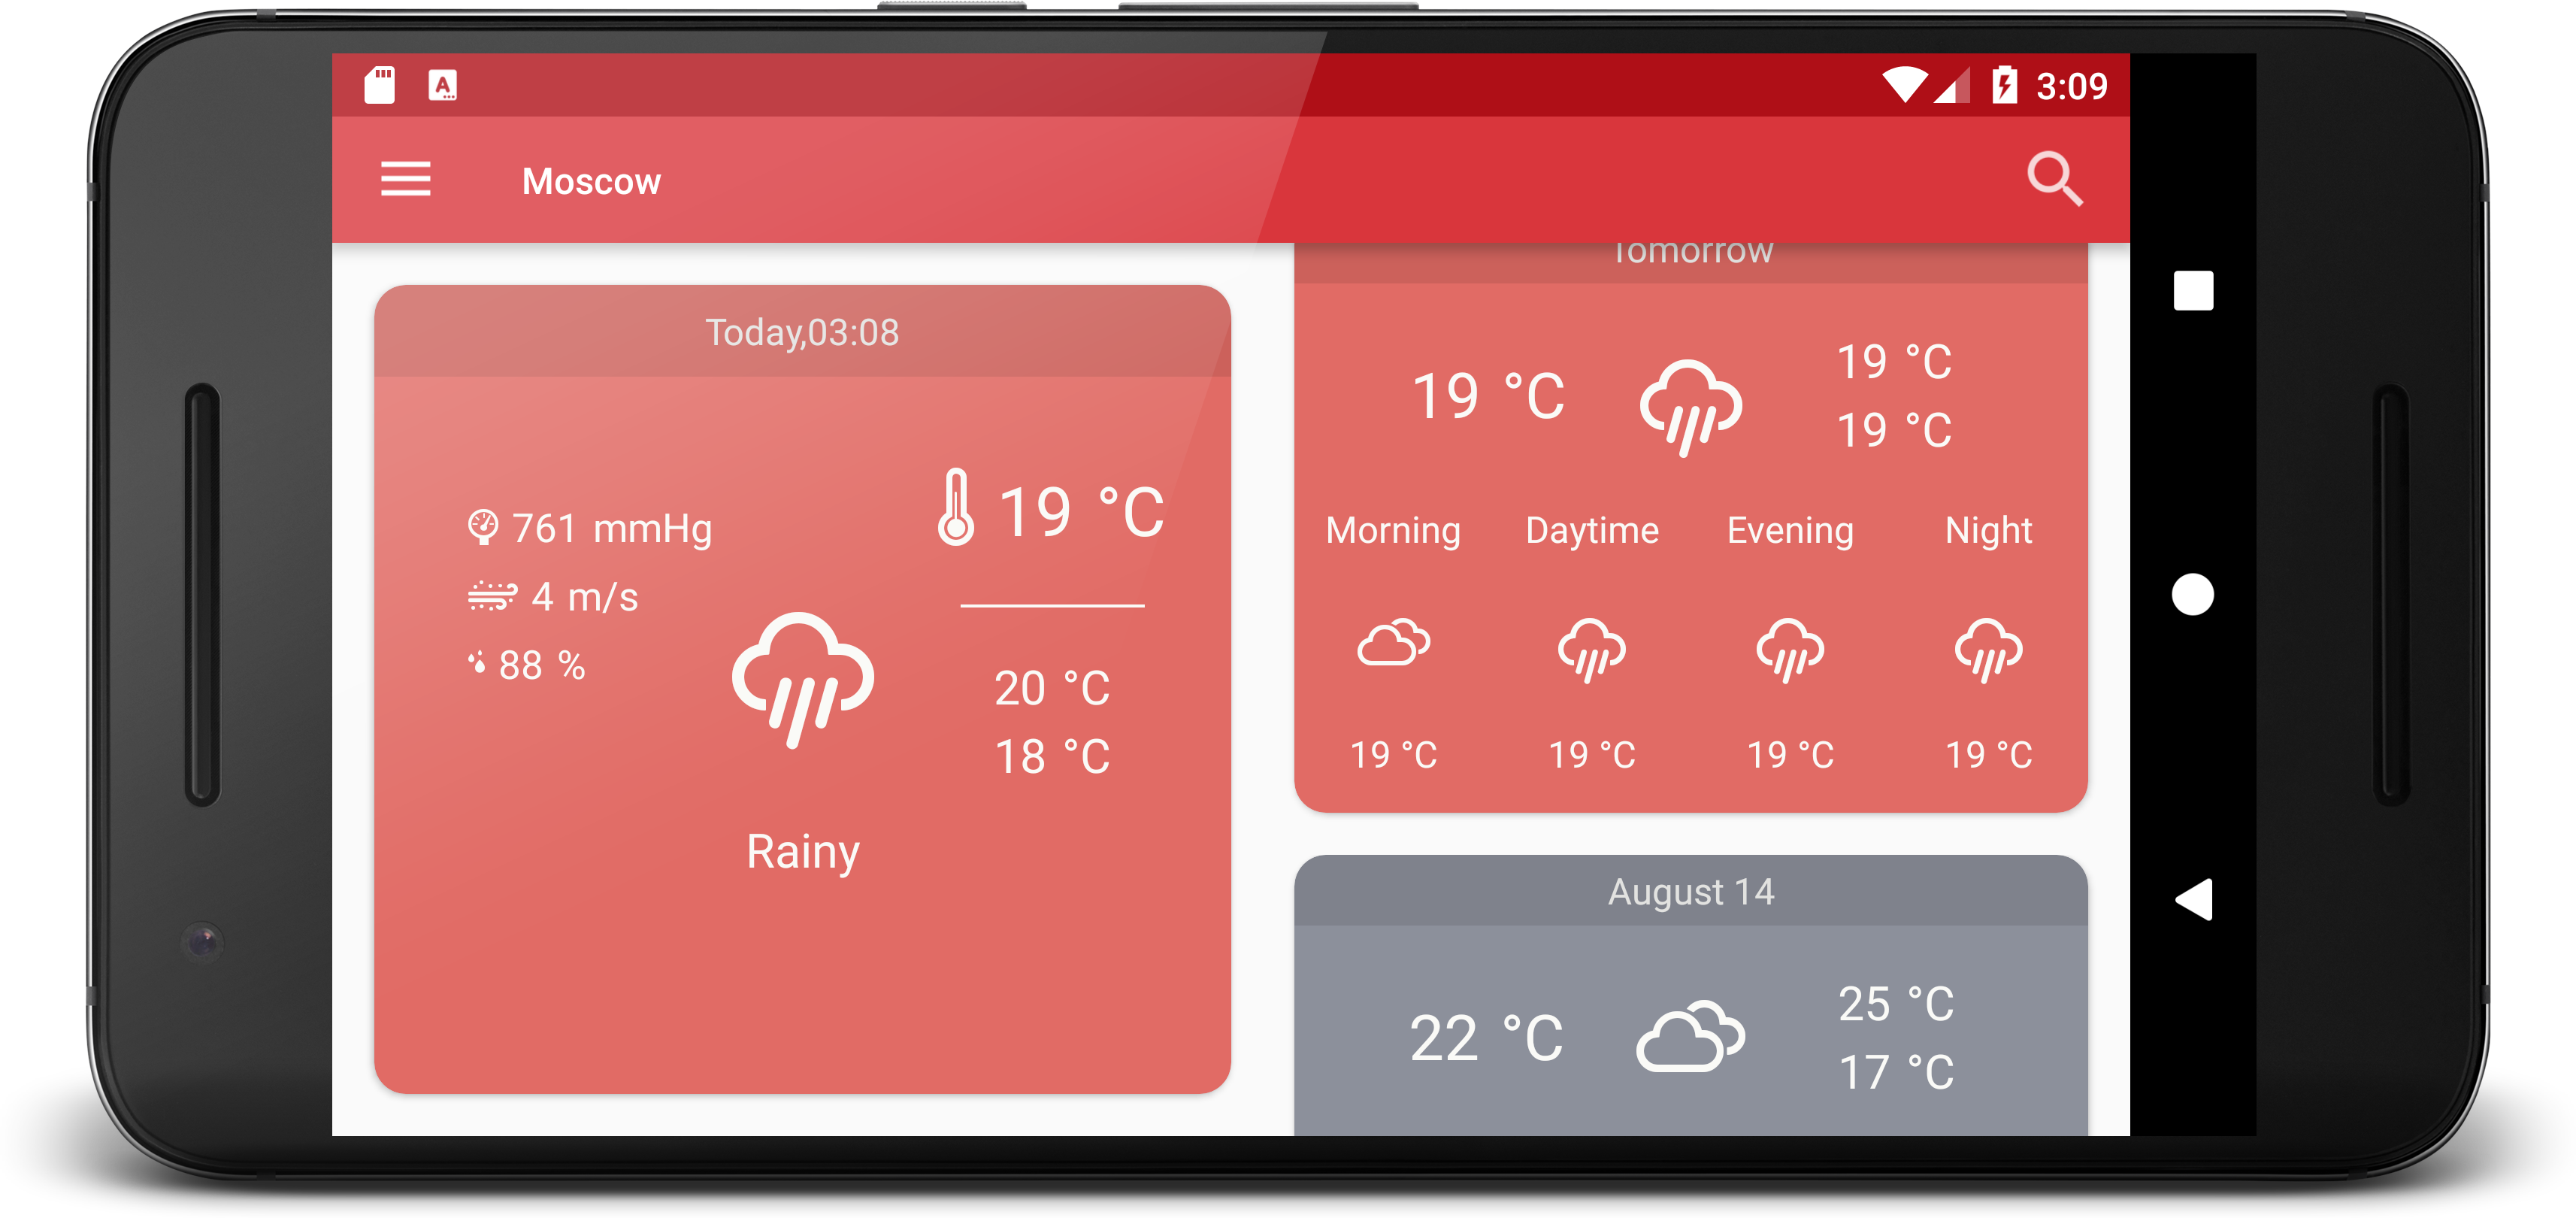 3:09
Moscow
Today,03:08
761 mmHg
4 m/s
88 %
19 °C
20 °C
18 °C
Rainy
Tomorrow
19 °C
19 °C
19 °C
Morning Daytime Evening Night
19 °C 19 °C 19 °C 19 °C
August 14
22 °C
25 °C
17 °C